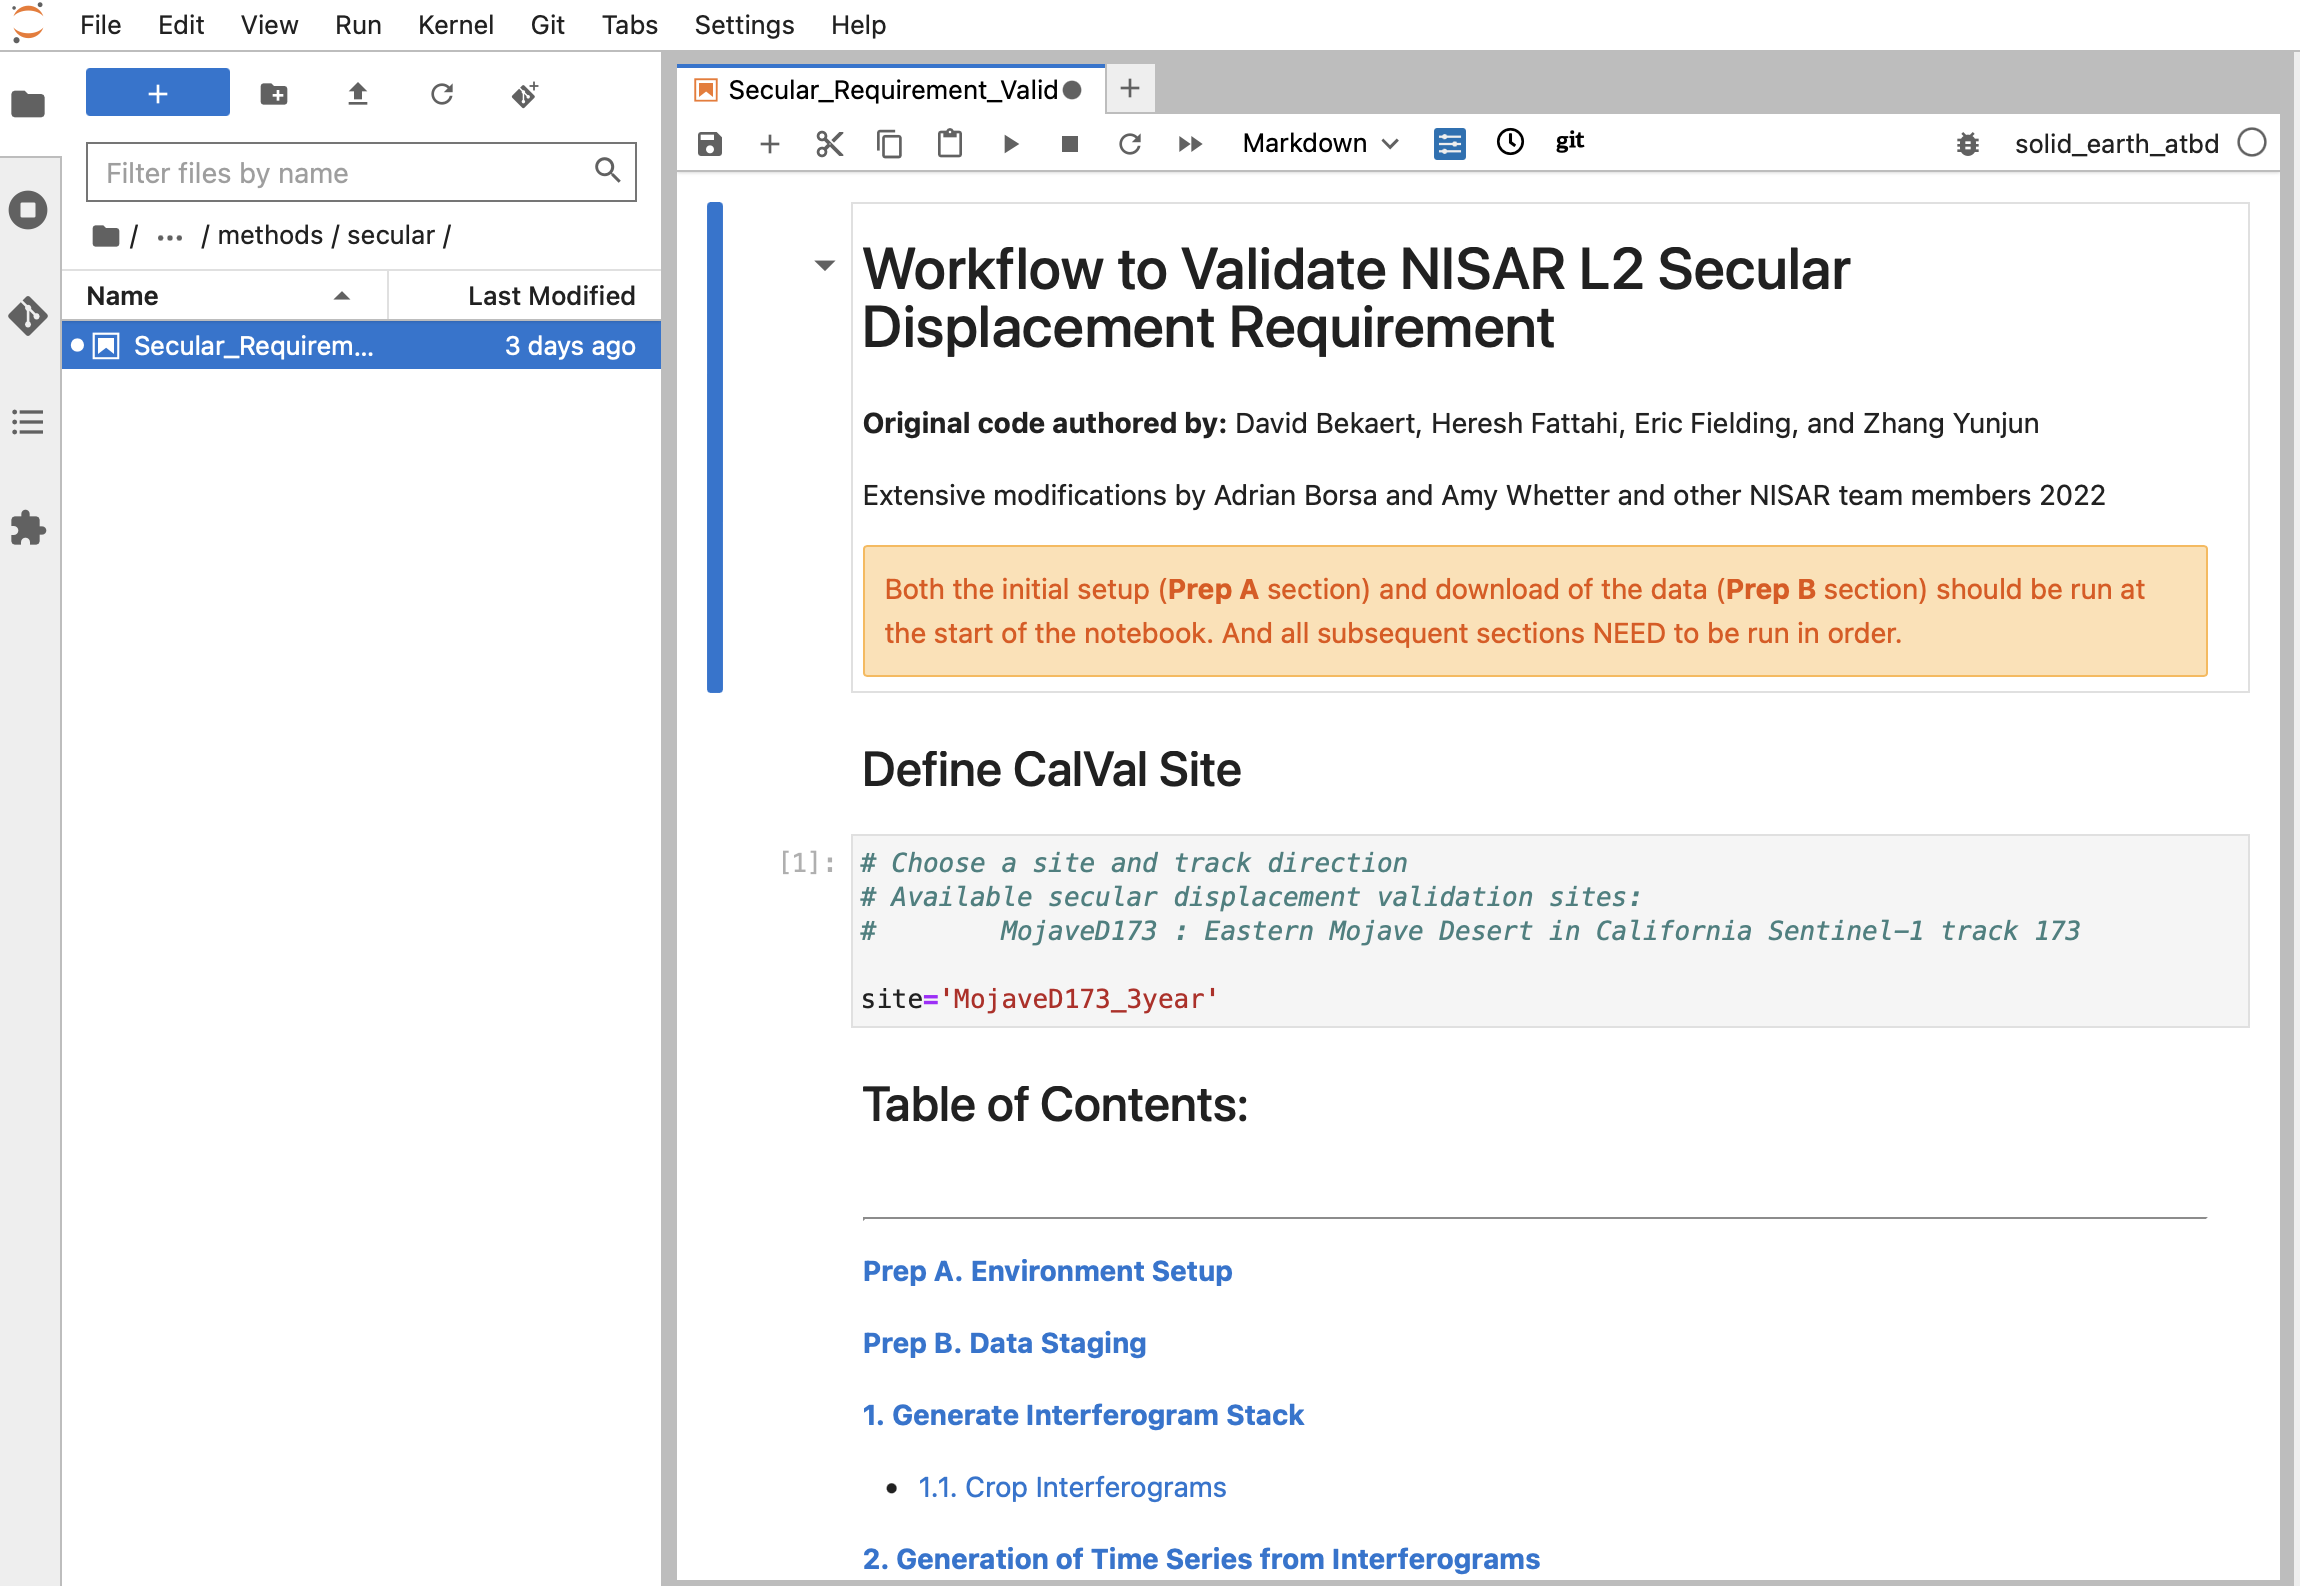 File Edit View Run Kernel Git Tabs Settings Help
Filter files by name
/ … / methods / secular /
Name Last Modified
Secular_Requirem… 3 days ago
Secular_Requirement_Valid
Markdown git solid_earth_atbd
Workflow to Validate NISAR L2 Secular
Displacement Requirement
Original code authored by: David Bekaert, Heresh Fattahi, Eric Fielding, and Zhang Yunjun
Extensive modifications by Adrian Borsa and Amy Whetter and other NISAR team members 2022
Both the initial setup (Prep A section) and download of the data (Prep B section) should be run at
the start of the notebook. And all subsequent sections NEED to be run in order.
Define CalVal Site
[1]:
# Choose a site and track direction
# Available secular displacement validation sites:
#        MojaveD173 : Eastern Mojave Desert in California Sentinel-1 track 173
site='MojaveD173_3year'
Table of Contents:
Prep A. Environment Setup
Prep B. Data Staging
1. Generate Interferogram Stack
• 1.1. Crop Interferograms
2. Generation of Time Series from Interferograms